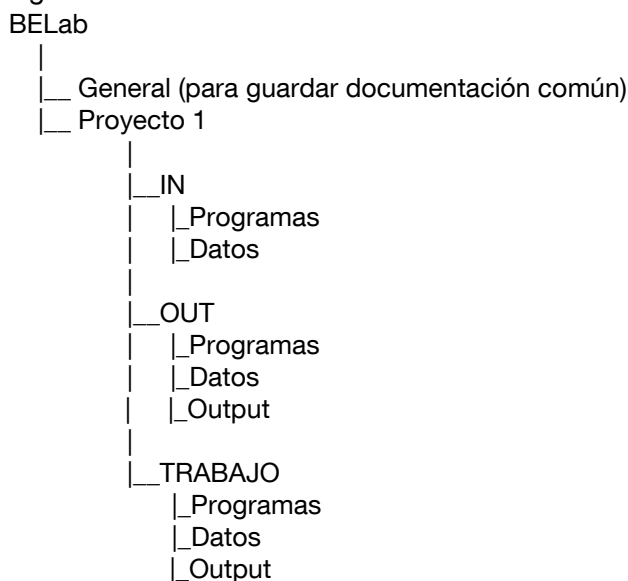 BELab
|
|__ General (para guardar documentación común)
|__ Proyecto 1
|
|__IN
| |_Programas
| |_Datos
|
|__OUT
| |_Programas
| |_Datos
| |_Output
|
|__TRABAJO
|_Programas
|_Datos
|_Output